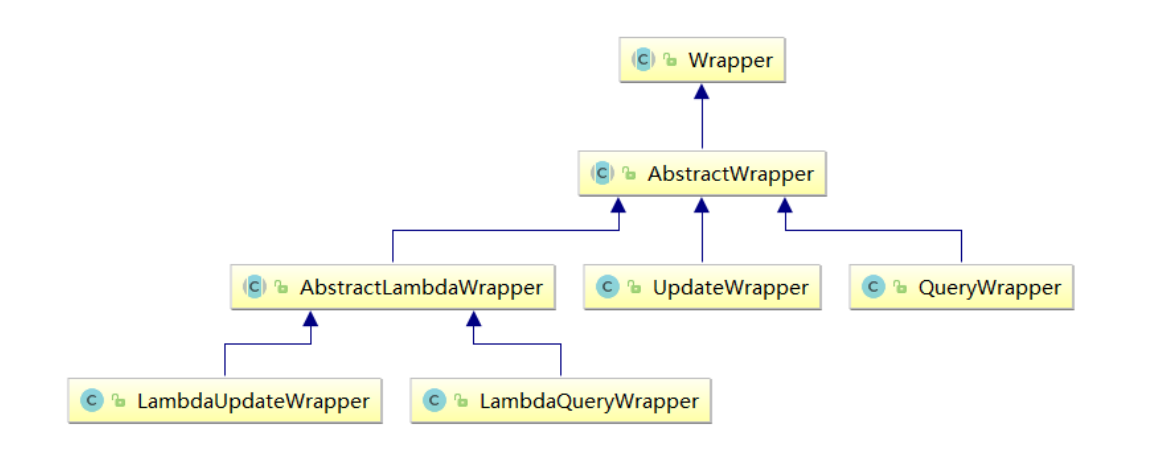 C Wrapper
C AbstractWrapper
C AbstractLambdaWrapper
C UpdateWrapper
C QueryWrapper
C LambdaUpdateWrapper
C LambdaQueryWrapper